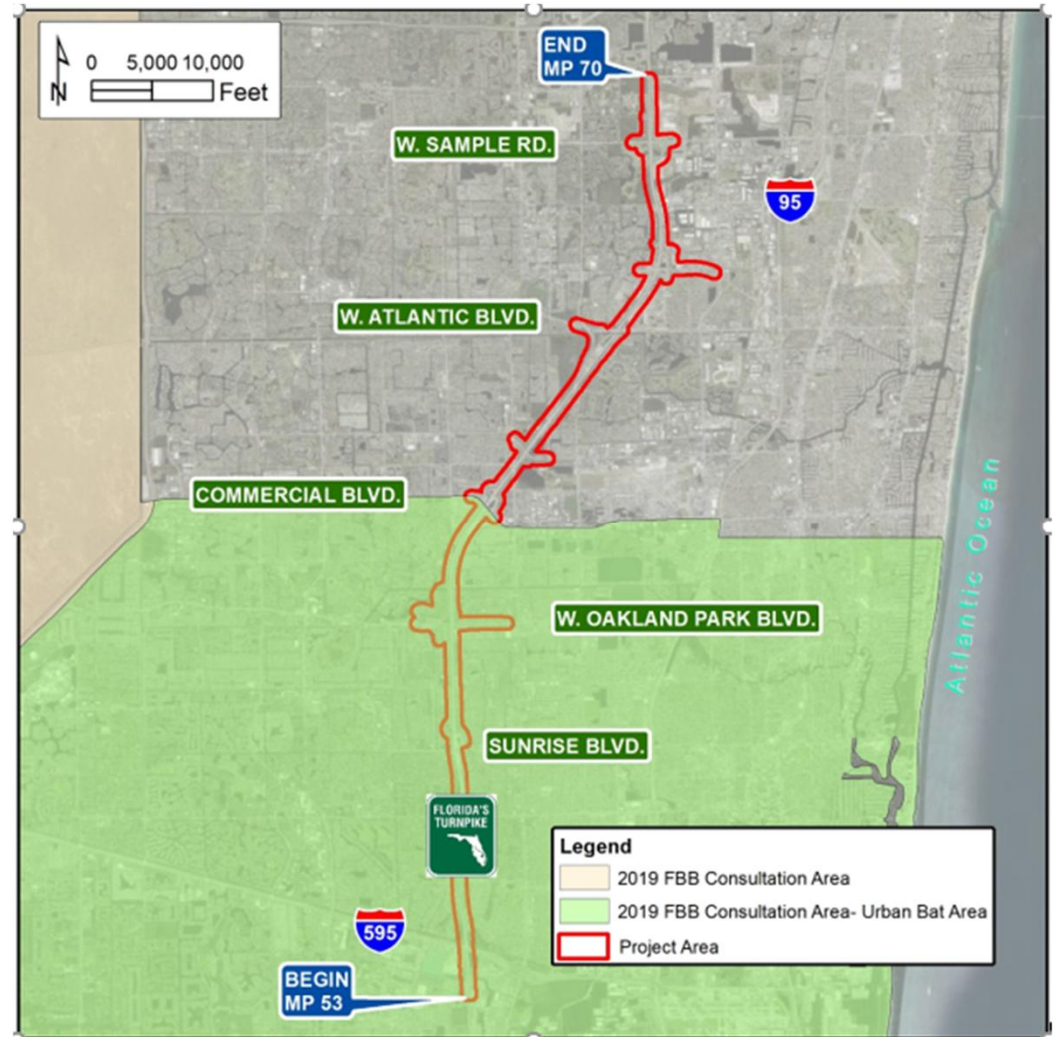 0 5,000 10,000
N Feet
END
MP 70
W. SAMPLE RD.
95
W. ATLANTIC BLVD.
COMMERCIAL BLVD.
Atlantic Ocean
W. OAKLAND PARK BLVD.
SUNRISE BLVD.
FLORIDA'S
TURNPIKE
Legend
2019 FBB Consultation Area
2019 FBB Consultation Area- Urban Bat Area
Project Area
595
BEGIN
MP 53